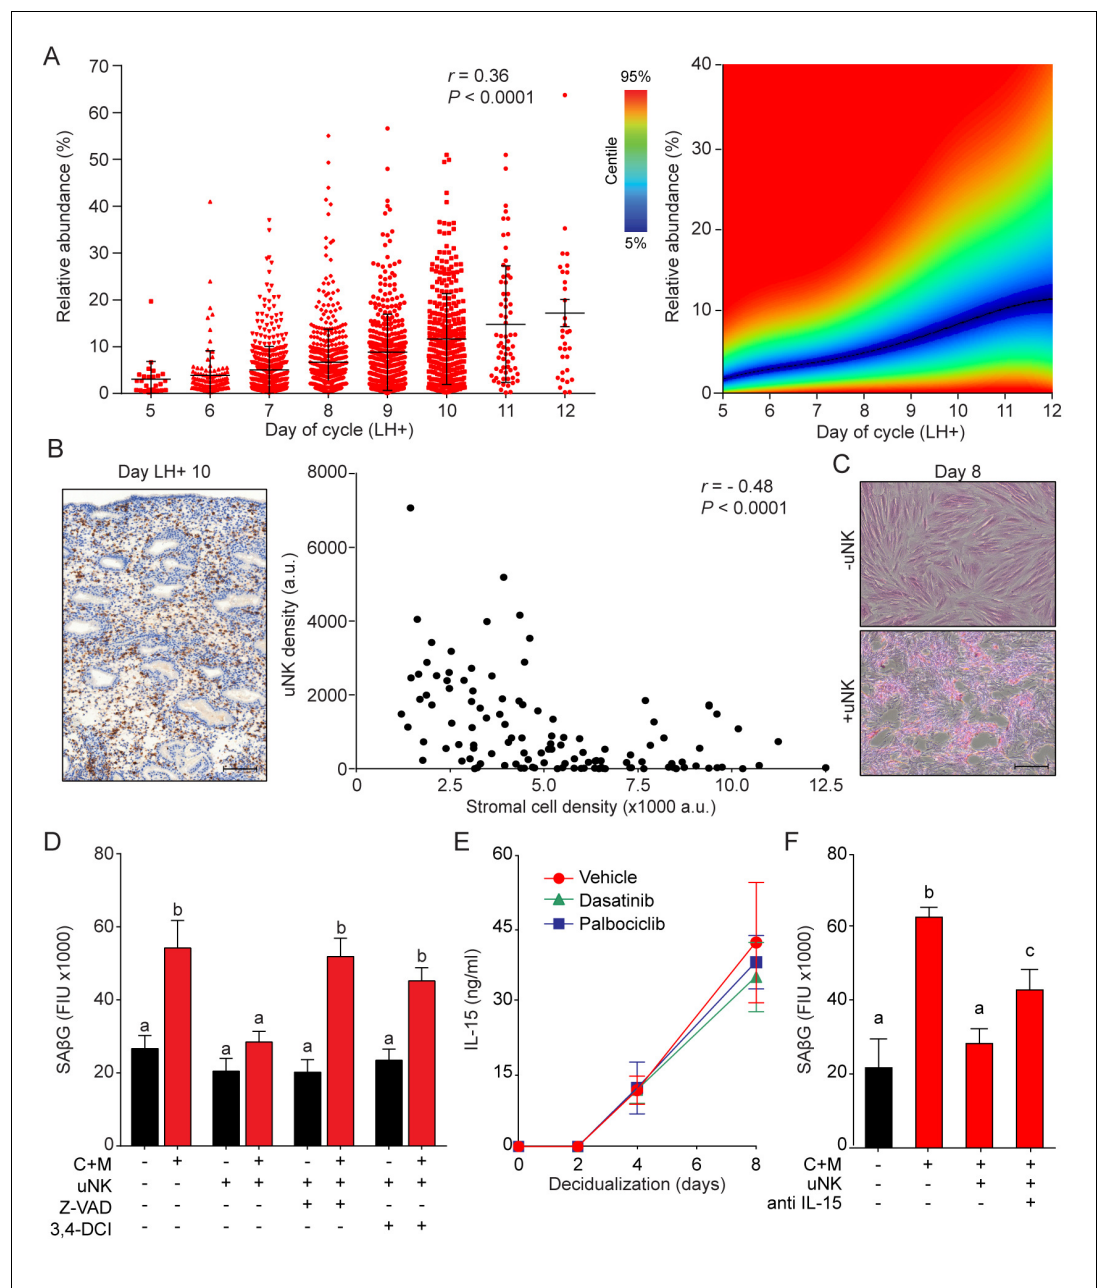 A
70
60
50
40
30
20
10
0
Relative abundance (%)
r = 0.36
P < 0.0001
5 6 7 8 9 10 11 12
Day of cycle (LH+)
95%
Centile
5%
40
30
20
10
0
Relative abundance (%)
5 6 7 8 9 10 11 12
Day of cycle (LH+)
B
Day LH+ 10
8000
6000
4000
2000
0
uNK density (a.u.)
r = - 0.48
P < 0.0001
0 2.5 5.0 7.5 10.0 12.5
Stromal cell density (x1000 a.u.)
C
Day 8
-uNK
+uNK
D
80
60
40
20
0
SAβG (FIU x1000)
a b a a a b a b
C+M - + - + - + - +
uNK - - + + + + + +
Z-VAD - - - - + + - -
3,4-DCI - - - - - - + +
E
60
45
30
15
0
IL-15 (ng/ml)
Vehicle
Dasatinib
Palbociclib
0 2 4 8
Decidualization (days)
F
80
60
40
20
0
SAβG (FIU x1000)
a b a c
C+M - + + +
uNK - - + +
anti IL-15 - - - +